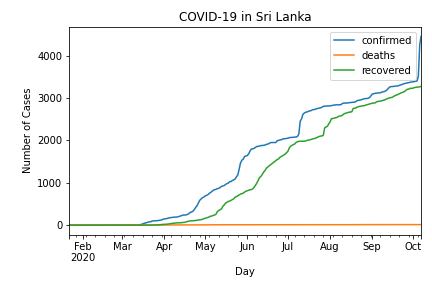 COVID-19 in Sri Lanka
confirmed
deaths
recovered
Number of Cases
4000
3000
2000
1000
0
Feb Mar Apr May Jun Jul Aug Sep Oct
2020
Day